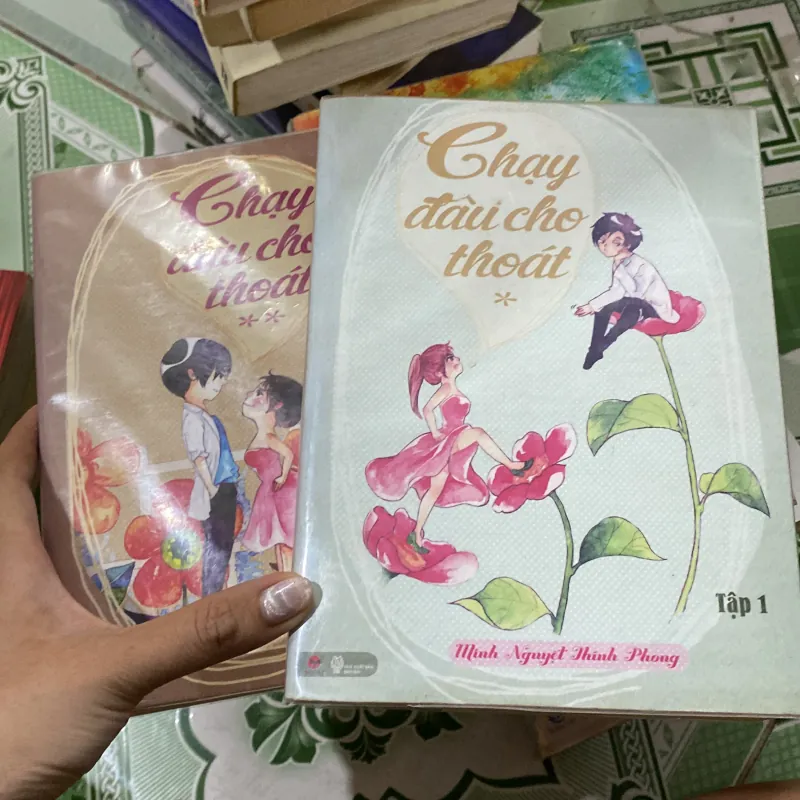 Chạy
đâu cho
thoát
**
Chạy
đâu cho
thoát
*
Tập 1
Minh Nguyệt Thính Phong